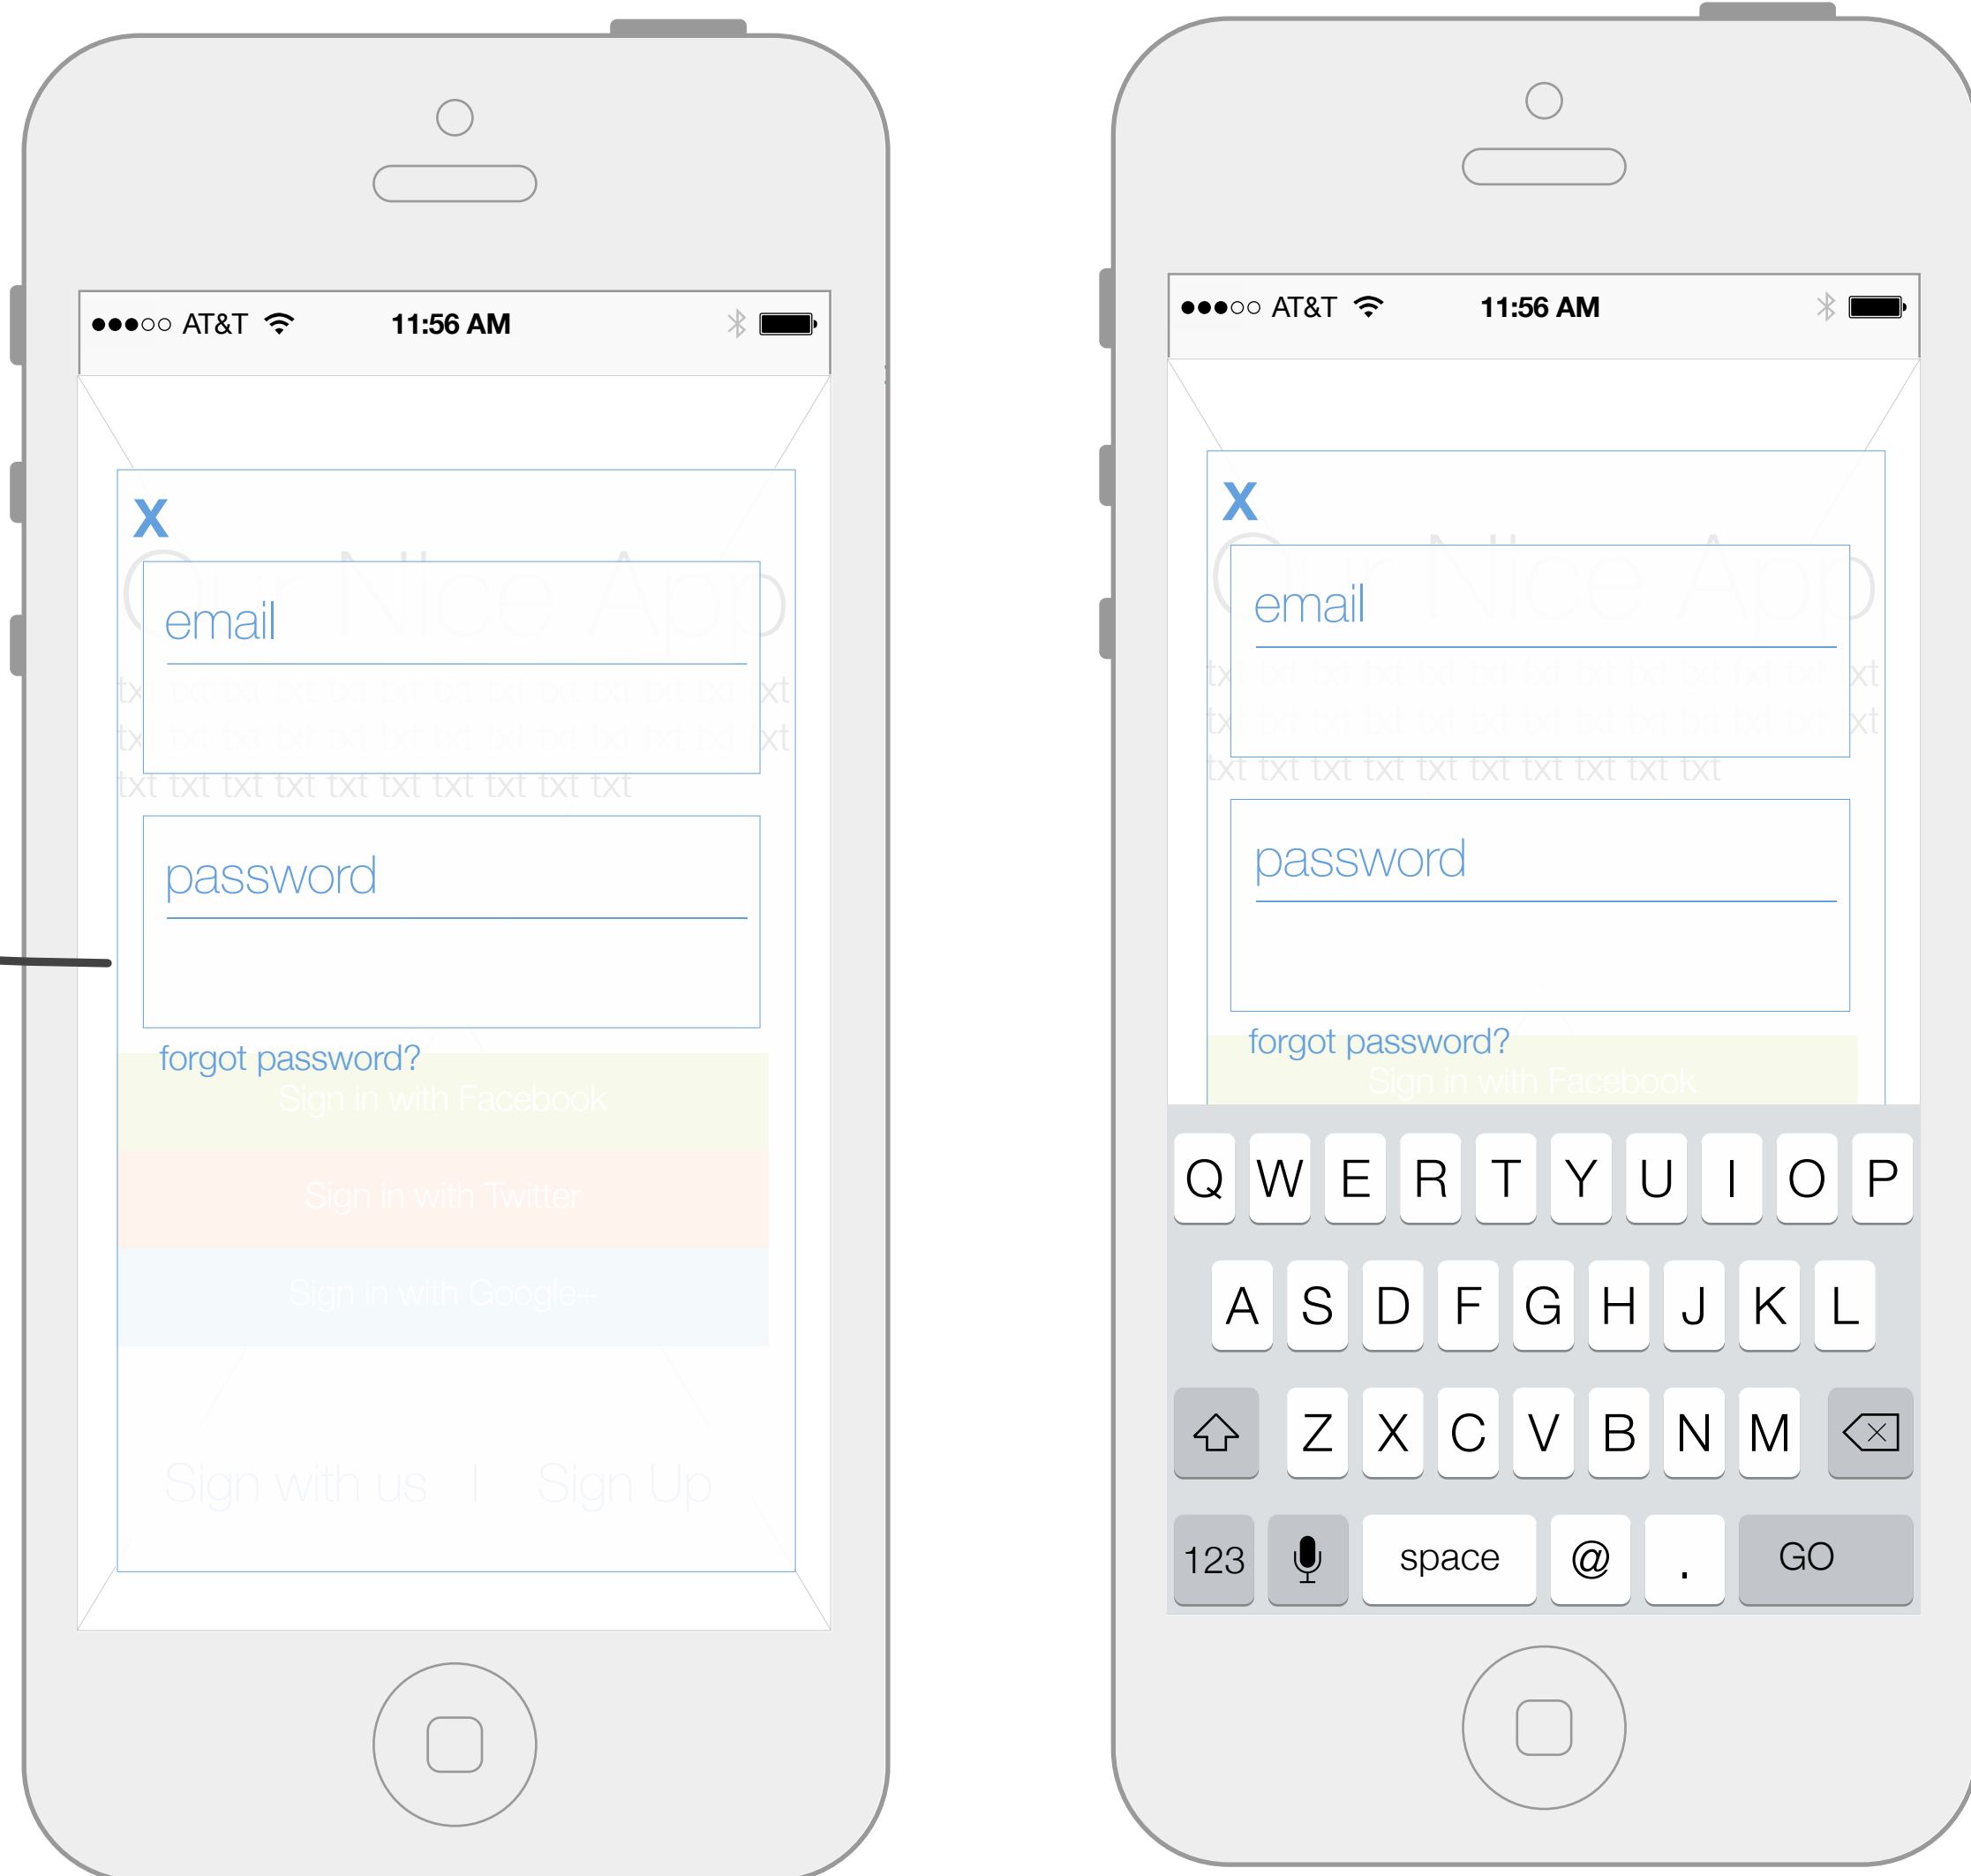 AT&T 11:56 AM
X
Our NIce App
email
txt txt txt txt txt txt txt txt txt txt txt txt txt
txt txt txt txt txt txt txt txt txt txt txt txt txt
txt txt txt txt txt txt txt txt txt txt
password
forgot password?
Sign in with Facebook
Sign in with Twitter
Sign in with Google+
Sign with us | Sign Up
AT&T 11:56 AM
X
Our NIce App
email
txt txt txt txt txt txt txt txt txt txt txt txt txt
txt txt txt txt txt txt txt txt txt txt txt txt txt
txt txt txt txt txt txt txt txt txt txt
password
forgot password?
Sign in with Facebook
Q W E R T Y U I O P
A S D F G H J K L
Z X C V B N M
123 space @ . GO